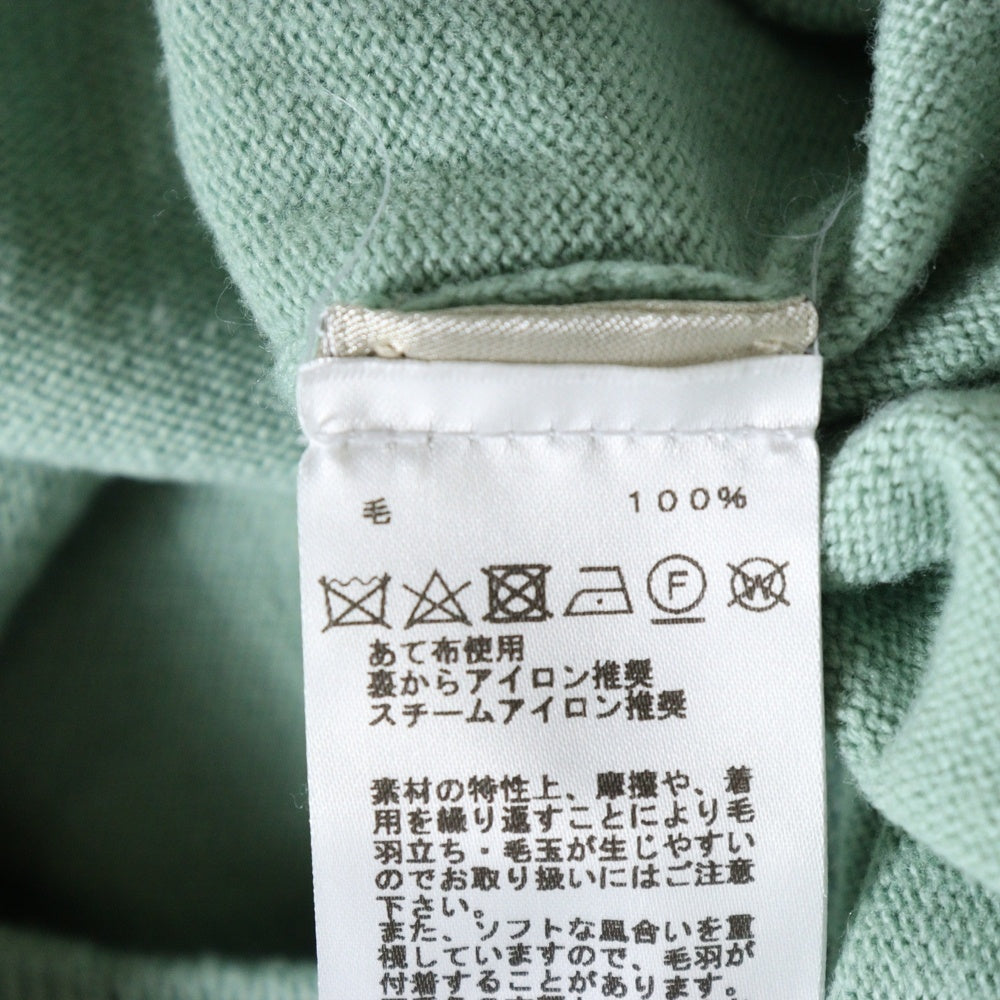 毛 100%
F W
あて布使用
裏からアイロン推奨
スチームアイロン推奨
素材の特性上、摩擦や、着
用を繰り返すことにより毛
羽立ち・毛玉が生じやすい
のでお取り扱いにはご注意
下さい。
また、ソフトな風合いを重
視していますので、毛羽が
付着することがあります。